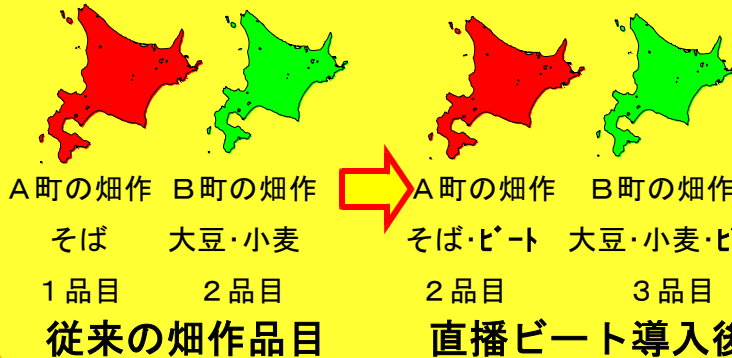 A町の畑作 B町の畑作
そば 大豆･小麦
1品目 2品目
従来の畑作品目
A町の畑作 B町の畑作
そば･ﾋﾞｰﾄ 大豆･小麦･
2品目 3品目
直播ビート導入後